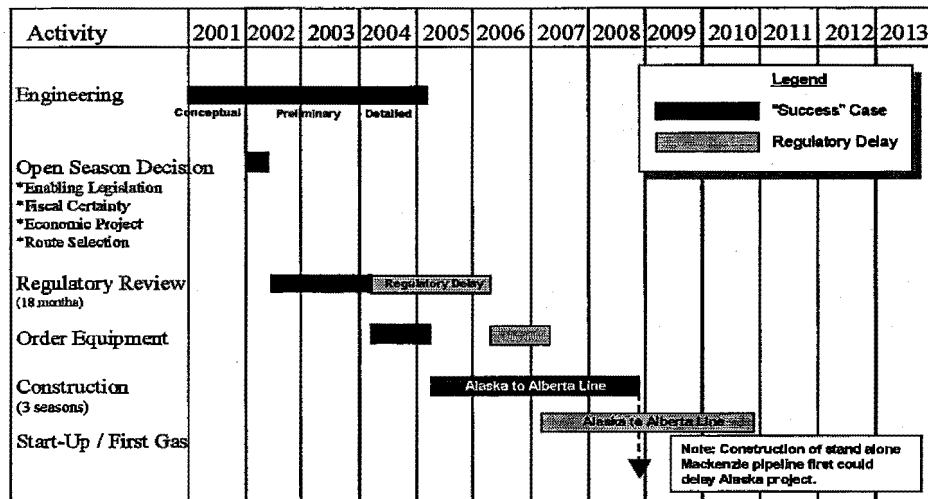 Activity 2001 2002 2003 2004 2005 2006 2007 2008 2009 2010 2011 2012 2013
Legend
"Success" Case
Regulatory Delay
Engineering
Conceptual Preliminary Detailed
Open Season Decision
*Enabling Legislation
*Fiscal Certainty
*Economic Project
*Route Selection
Regulatory Review
(18 months)
Regulatory Delay
Order Equipment
Construction
(3 seasons)
Alaska to Alberta Line
Alaska to Alberta Line
Start-Up / First Gas
Note: Construction of stand alone
Mackenzie pipeline first could
delay Alaska project.